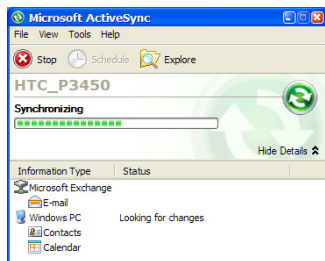 Microsoft ActiveSync
File View Tools Help
Stop Schedule Explore
HTC_P3450
Synchronizing
Hide Details
Information Type Status
Microsoft Exchange
E-mail
Windows PC Looking for changes
Contacts
Calendar